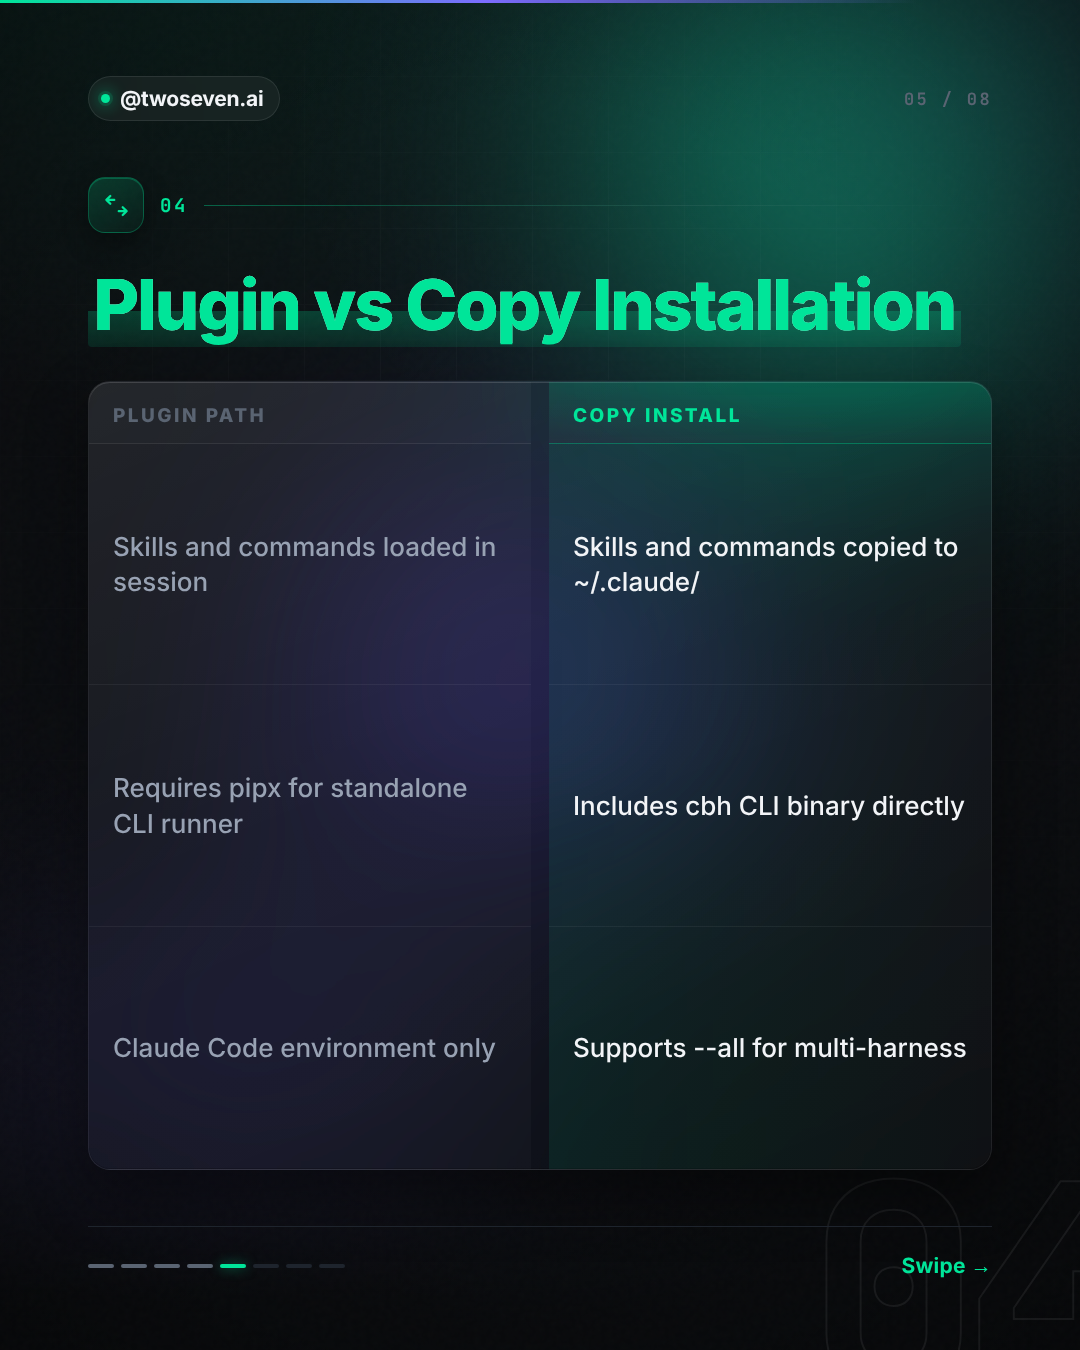 @twoseven.ai
05 / 08
04
Plugin vs Copy Installation
PLUGIN PATH
COPY INSTALL
Skills and commands loaded in
session
Skills and commands copied to
~/.claude/
Requires pipx for standalone
CLI runner
Includes cbh CLI binary directly
Claude Code environment only
Supports --all for multi-harness
Swipe →
04